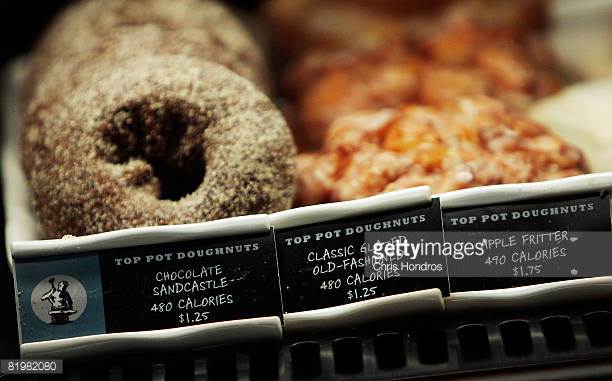 TOP POT DOUGHNUTS
CHOCOLATE
SANDCASTLE
480 CALORIES
$1.25
TOP POT DOUGHNUTS
CLASSIC
OLD-FASHIONED
480 CALORIES
$1.25
TOP POT DOUGHNUTS
APPLE FRITTER
490 CALORIES
$1.75
gettyimages
Chris Hondros
81982080